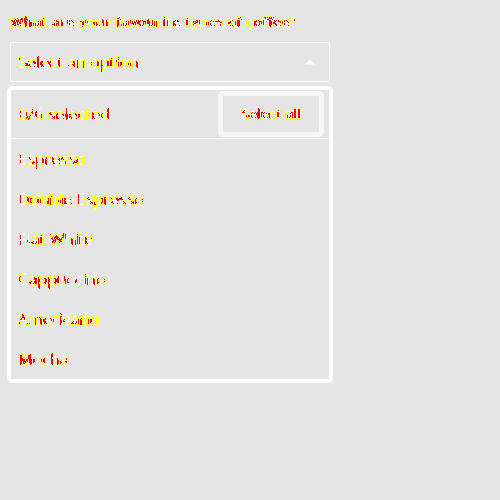 What are your favourite types of coffee?
Select an option
0/6 selected
Select all
Espresso
Double Espresso
Flat White
Cappuccino
Americano
Mocha